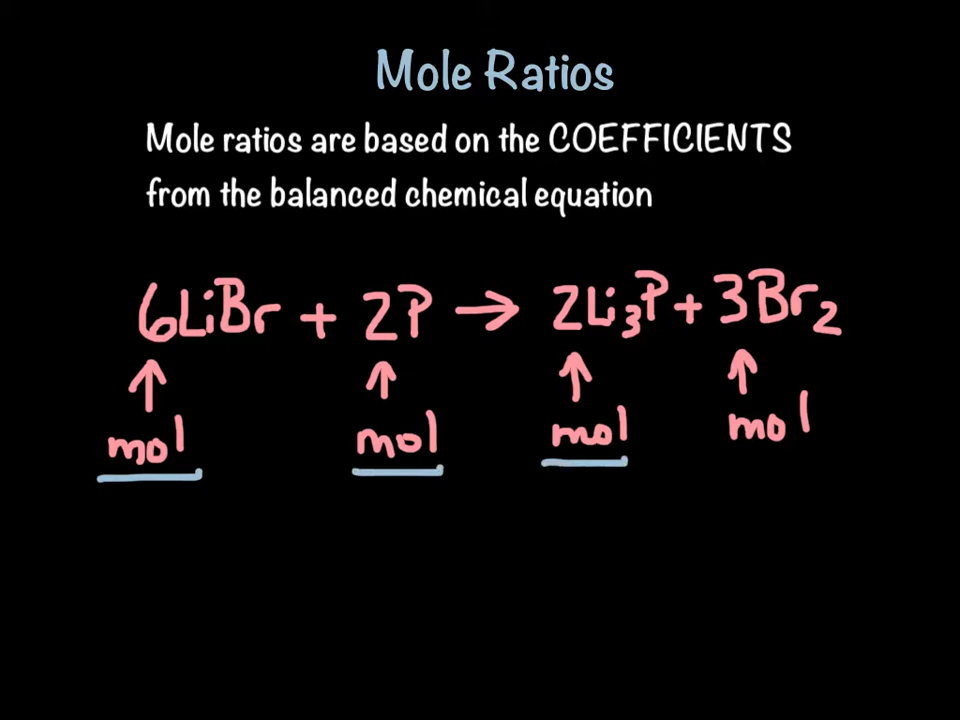 Mole Ratios
Mole ratios are based on the COEFFICIENTS
from the balanced chemical equation
6LiBr + 2P → 2Li₃P + 3Br₂
mol mol mol mol